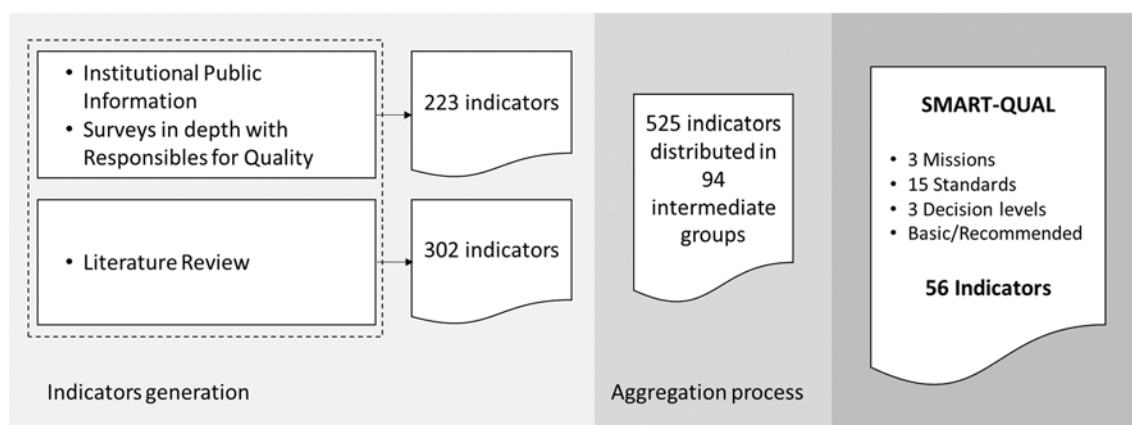 • Institutional Public
Information
• Surveys in depth with
Responsibles for Quality
223 indicators
• Literature Review
302 indicators
Indicators generation
525 indicators
distributed in
94
intermediate
groups
Aggregation process
SMART-QUAL
• 3 Missions
• 15 Standards
• 3 Decision levels
• Basic/Recommended
56 Indicators